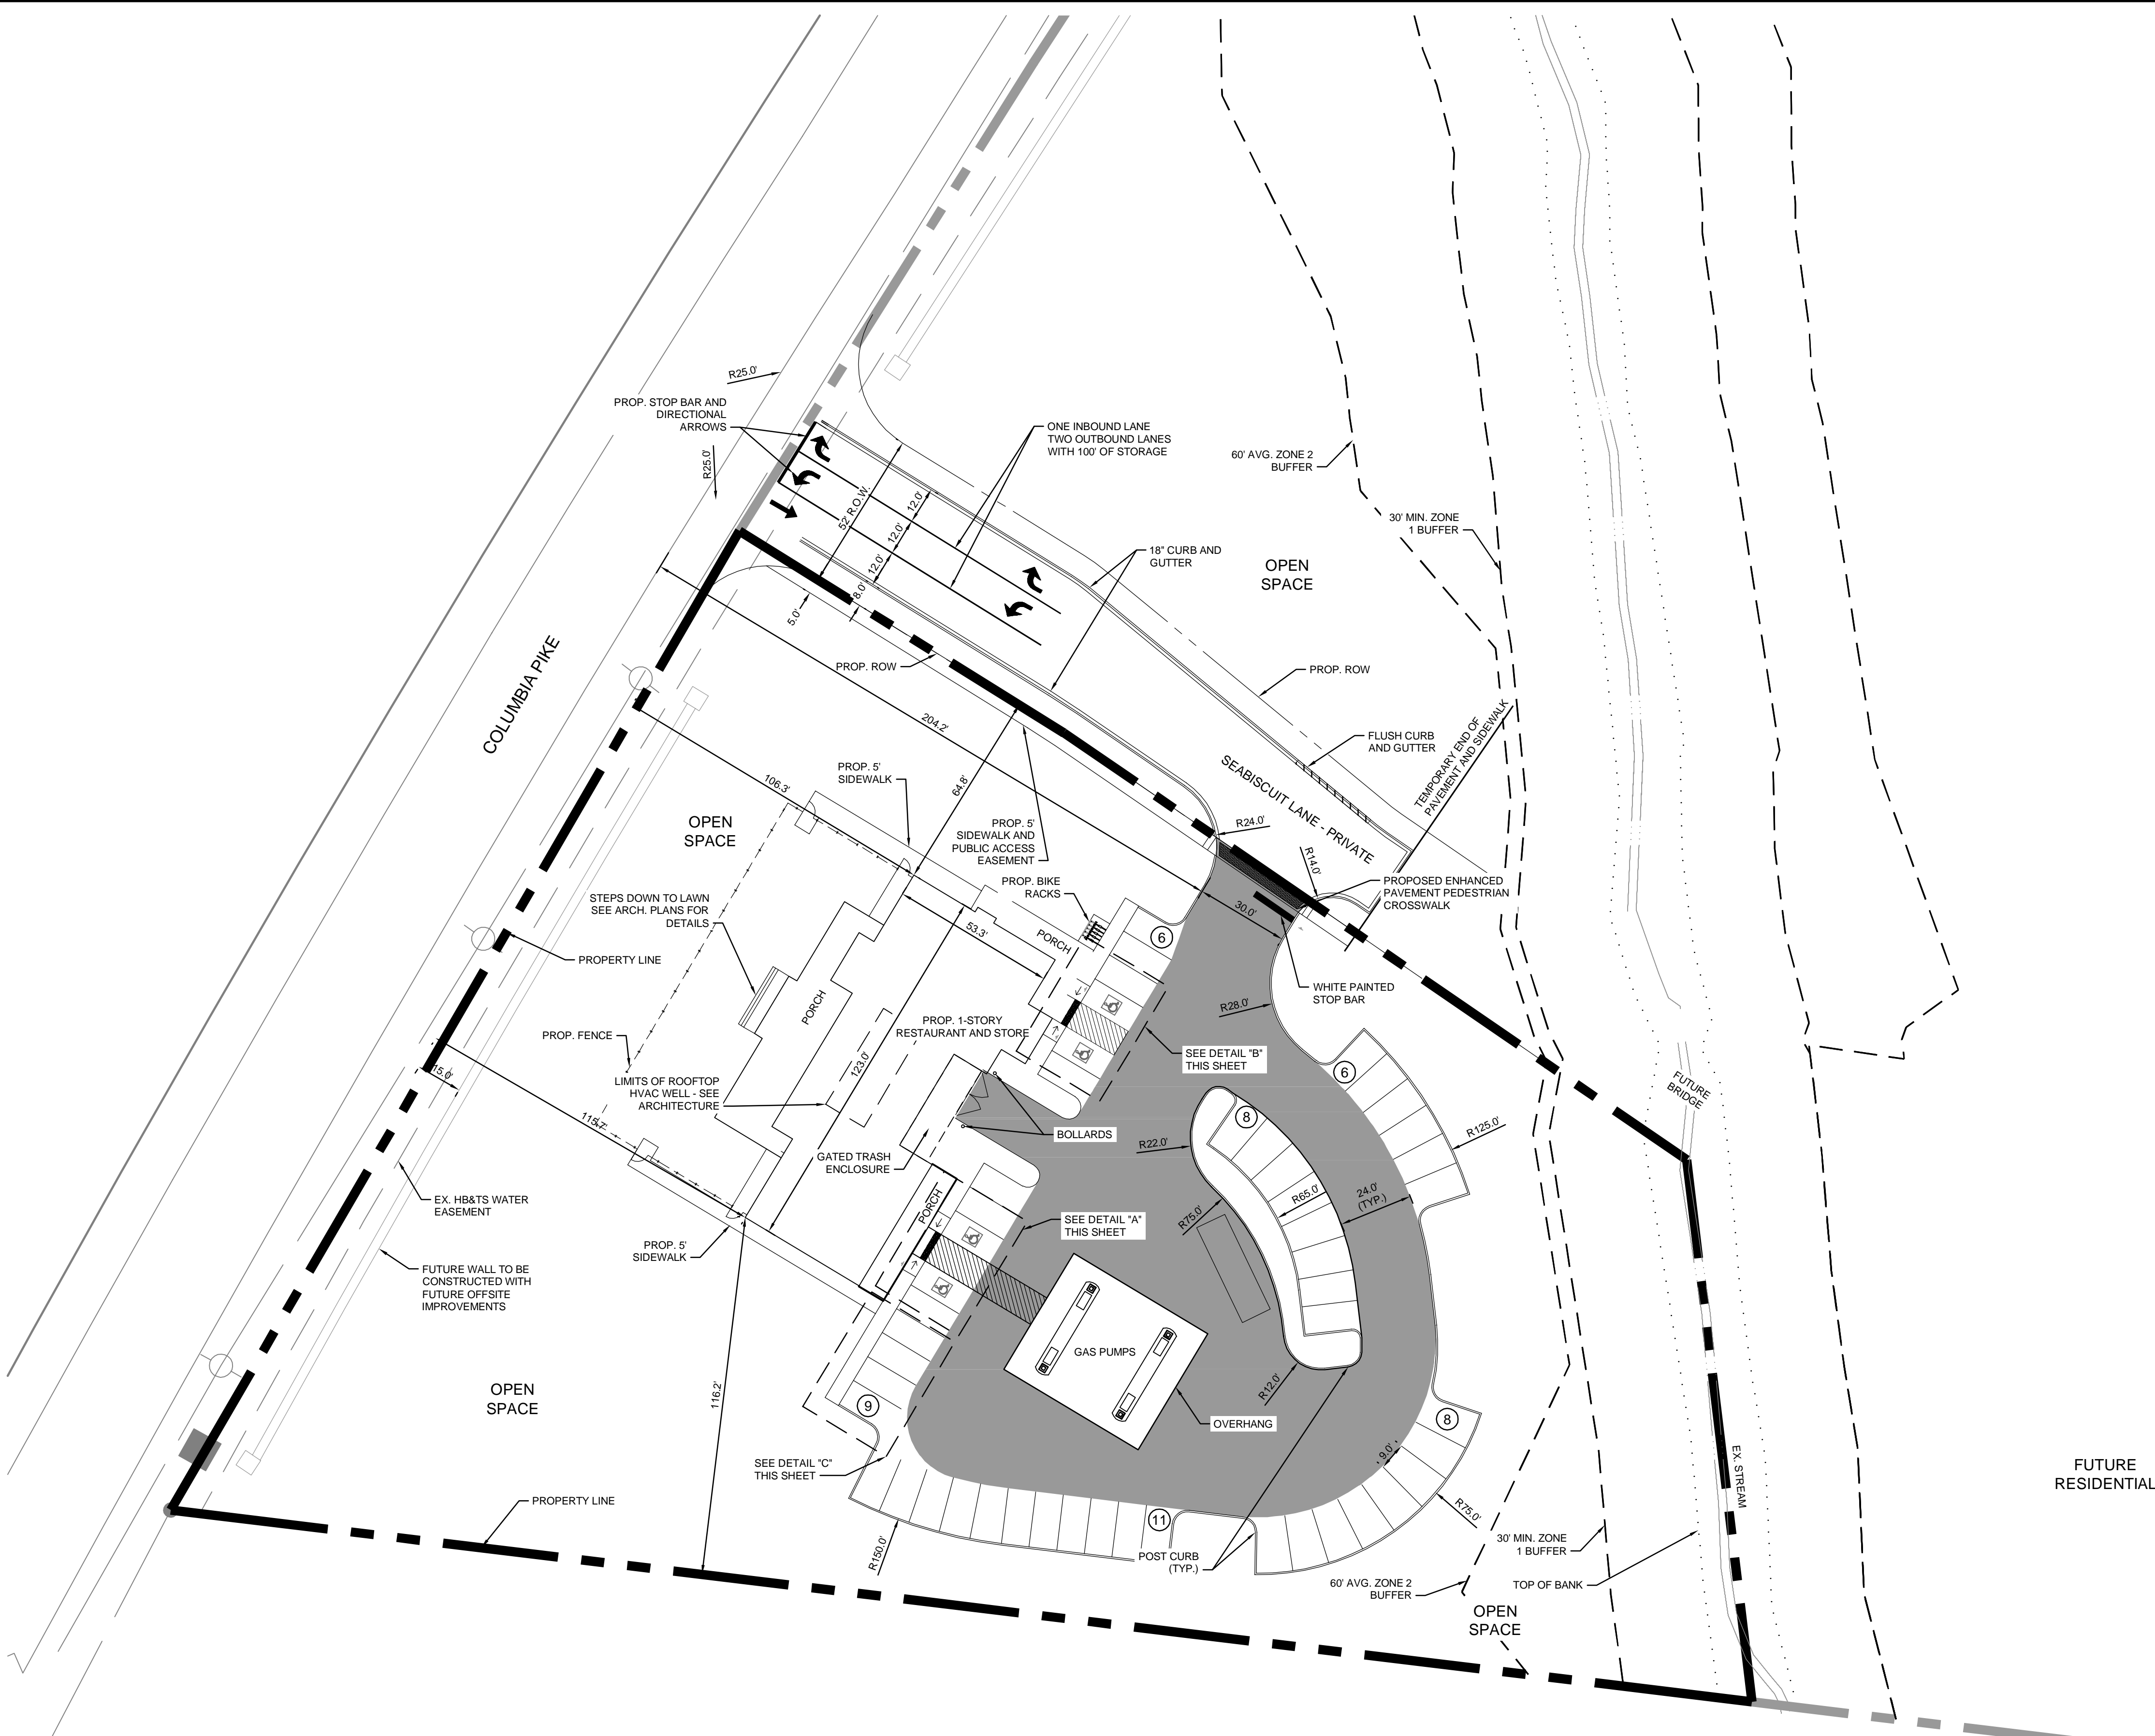 R25.0'
PROP. STOP BAR AND
DIRECTIONAL
ARROWS
R25.0'
ONE INBOUND LANE
TWO OUTBOUND LANES
WITH 100' OF STORAGE
60' AVG. ZONE 2
BUFFER
52' R.O.W.
12.0'
12.0'
12.0'
8.0'
5.0'
30' MIN. ZONE
1 BUFFER
18" CURB AND
GUTTER
OPEN
SPACE
COLUMBIA PIKE
PROP. ROW
PROP. ROW
204.2'
FLUSH CURB
AND GUTTER
TEMPORARY END OF
PAVEMENT AND SIDEWALK
SEABISCUIT LANE - PRIVATE
106.3'
PROP. 5'
SIDEWALK
64.8'
OPEN
SPACE
PROP. 5'
SIDEWALK AND
PUBLIC ACCESS
EASEMENT
R24.0'
R14.0'
PROP. BIKE
RACKS
PROPOSED ENHANCED
PAVEMENT PEDESTRIAN
CROSSWALK
STEPS DOWN TO LAWN
SEE ARCH. PLANS FOR
DETAILS
53.3'
PORCH
6
30.0'
PROPERTY LINE
WHITE PAINTED
STOP BAR
PORCH
R28.0'
PROP. FENCE
PROP. 1-STORY
RESTAURANT AND STORE
123.0'
SEE DETAIL "B"
THIS SHEET
6
15.0'
LIMITS OF ROOFTOP
HVAC WELL - SEE
ARCHITECTURE
FUTURE
BRIDGE
115.7'
BOLLARDS
8
R22.0'
R125.0'
GATED TRASH
ENCLOSURE
EX. HB&TS WATER
EASEMENT
PORCH
R65.0'
24.0'
(TYP.)
R75.0'
SEE DETAIL "A"
THIS SHEET
PROP. 5'
SIDEWALK
FUTURE WALL TO BE
CONSTRUCTED WITH
FUTURE OFFSITE
IMPROVEMENTS
GAS PUMPS
116.2'
OPEN
SPACE
R12.0'
9
OVERHANG
8
9.0'
SEE DETAIL "C"
THIS SHEET
EX. STREAM
FUTURE
RESIDENTIAL
PROPERTY LINE
R75.0'
11
R150.0'
POST CURB
(TYP.)
30' MIN. ZONE
1 BUFFER
60' AVG. ZONE 2
BUFFER
TOP OF BANK
OPEN
SPACE